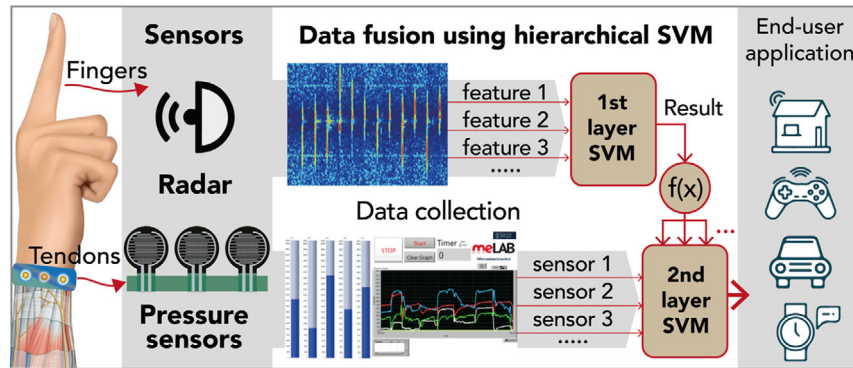 Sensors
Data fusion using hierarchical SVM
End-user
application
Fingers
Radar
feature 1
feature 2
feature 3
.....
1st
layer
SVM
Result
f(x)
Data collection
Tendons
Pressure
sensors
STOP
Start
Clear Graph
Timer
0
meLAB
Microelectronics
sensor 1
sensor 2
sensor 3
.....
...
2nd
layer
SVM